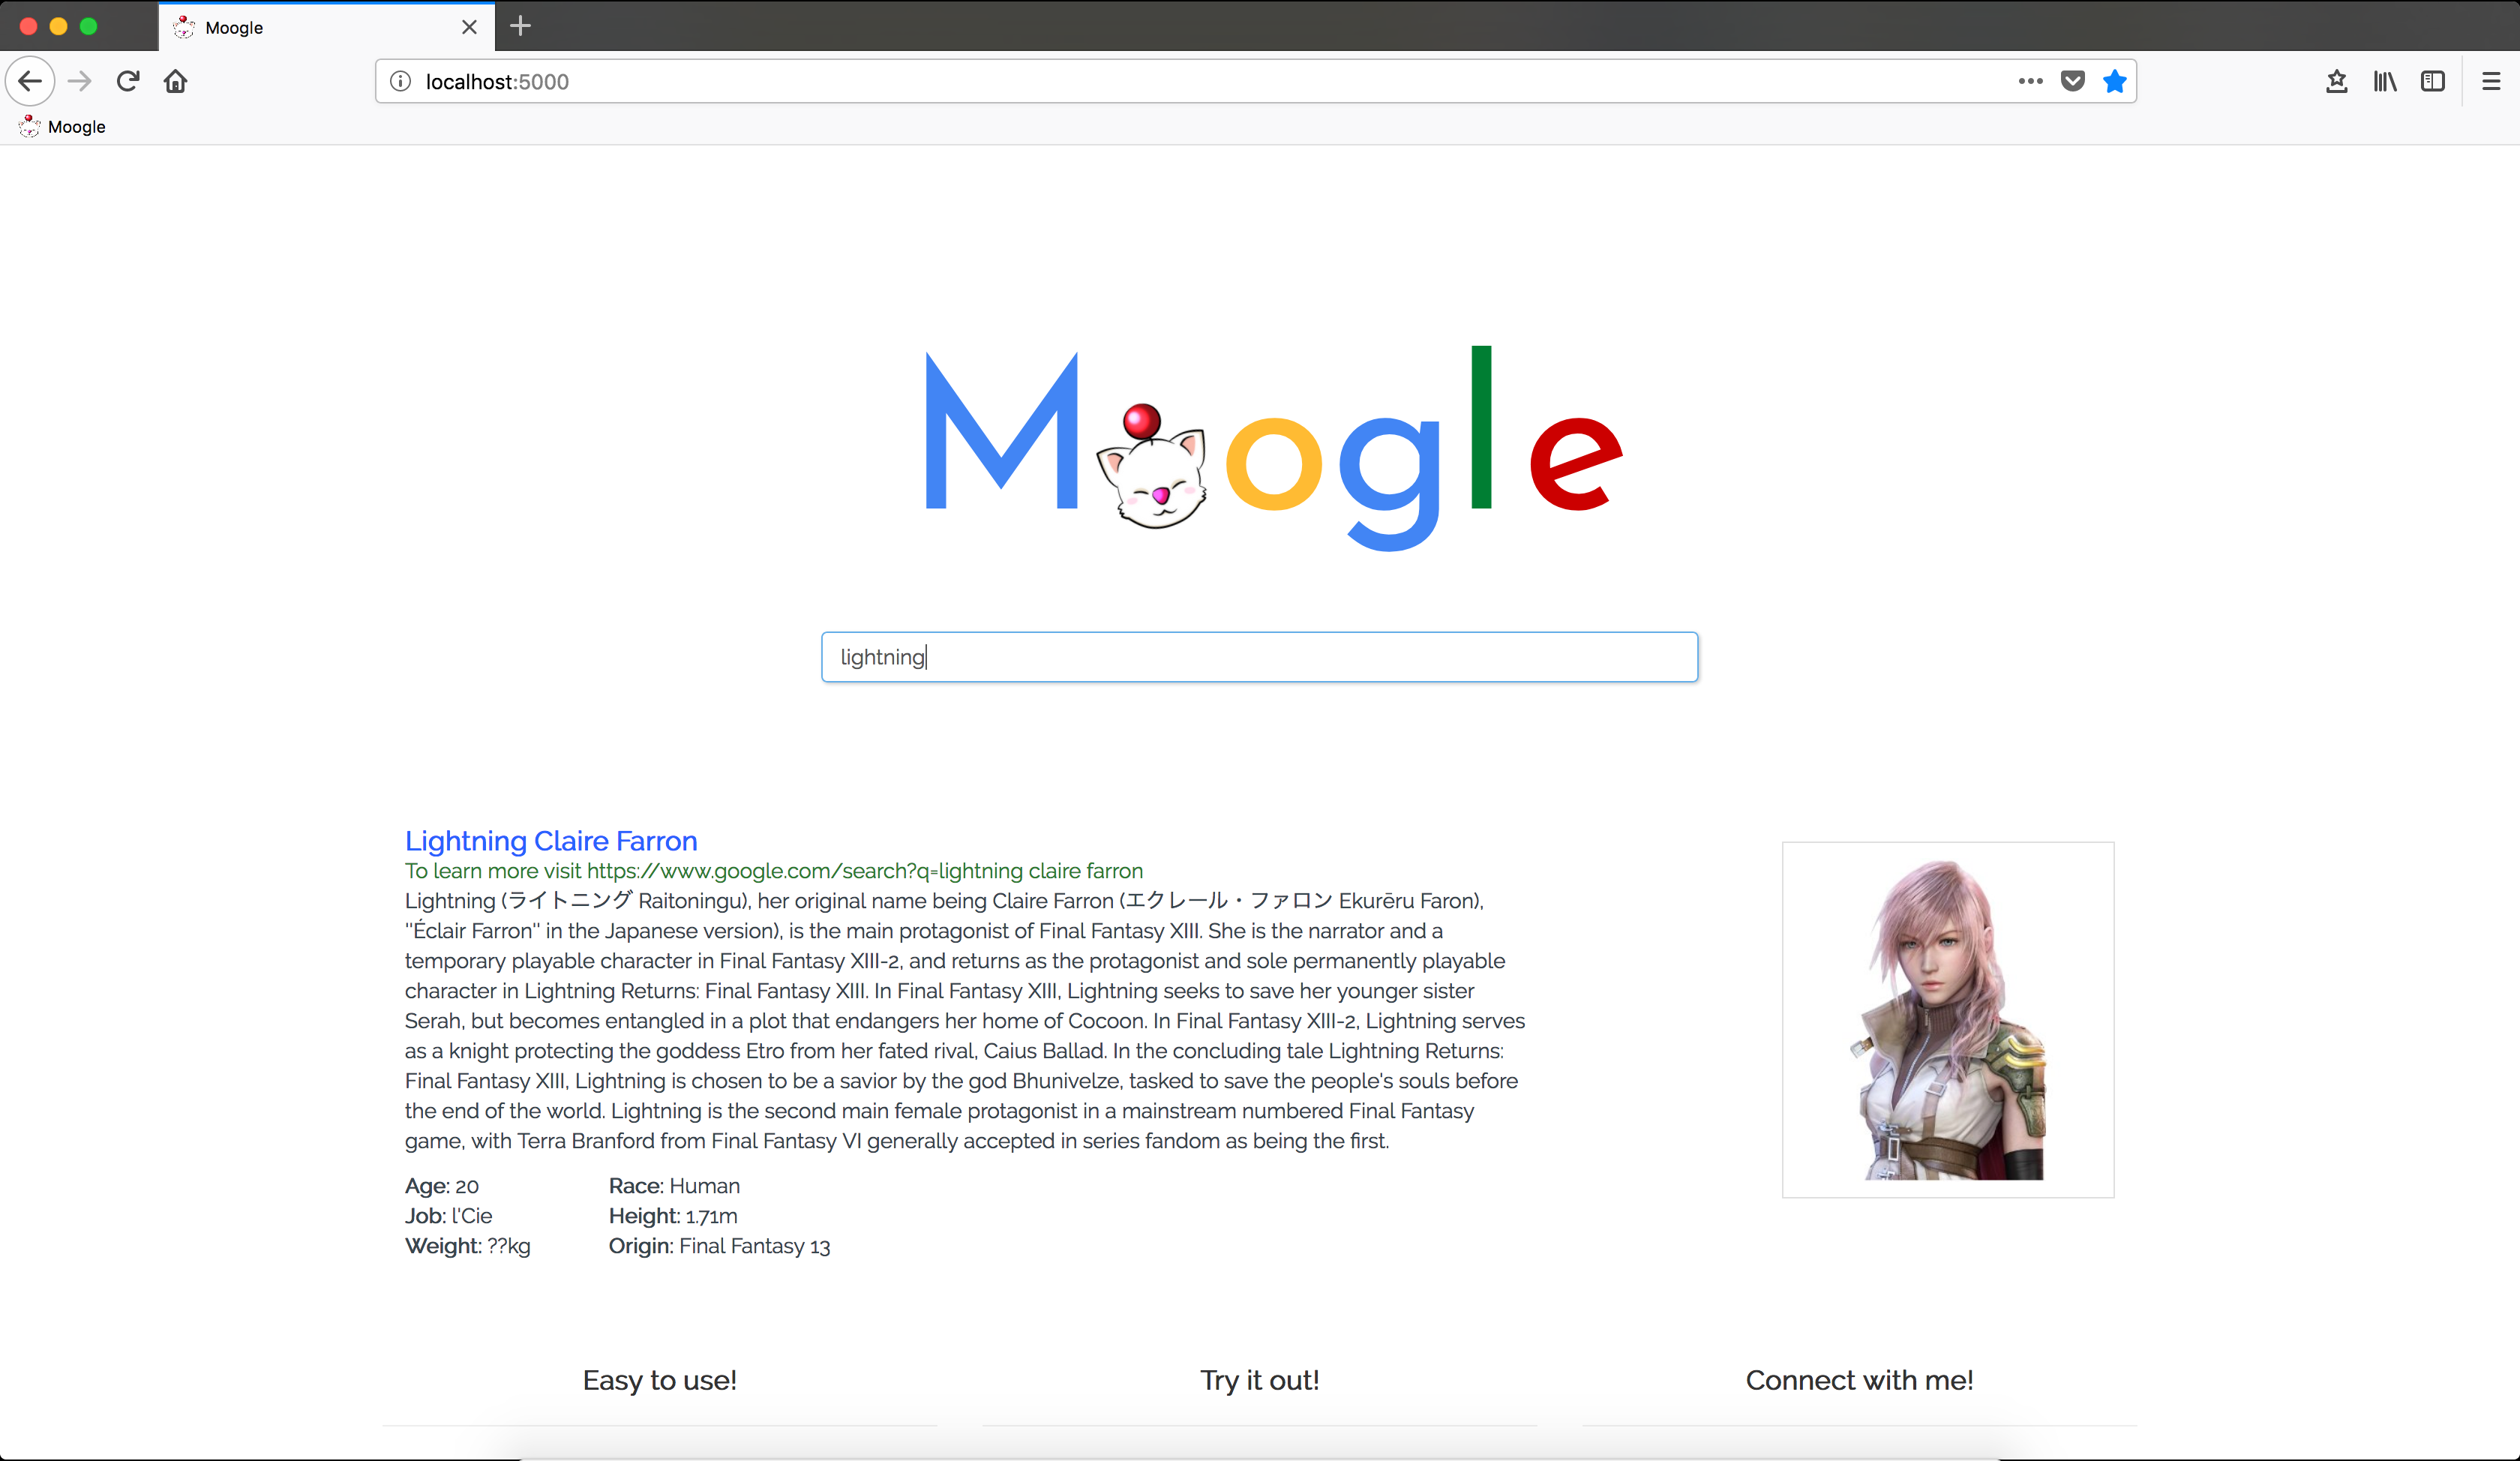 Moogle
localhost:5000
Moogle
Moogle
lightning
Lightning Claire Farron
To learn more visit https://www.google.com/search?q=lightning claire farron
Lightning (ライトニング Raitoningu), her original name being Claire Farron (エクレール・ファロン Ekurēru Faron),
"Éclair Farron" in the Japanese version), is the main protagonist of Final Fantasy XIII. She is the narrator and a
temporary playable character in Final Fantasy XIII-2, and returns as the protagonist and sole permanently playable
character in Lightning Returns: Final Fantasy XIII. In Final Fantasy XIII, Lightning seeks to save her younger sister
Serah, but becomes entangled in a plot that endangers her home of Cocoon. In Final Fantasy XIII-2, Lightning serves
as a knight protecting the goddess Etro from her fated rival, Caius Ballad. In the concluding tale Lightning Returns:
Final Fantasy XIII, Lightning is chosen to be a savior by the god Bhunivelze, tasked to save the people's souls before
the end of the world. Lightning is the second main female protagonist in a mainstream numbered Final Fantasy
game, with Terra Branford from Final Fantasy VI generally accepted in series fandom as being the first.
Age: 20 Race: Human
Job: l'Cie Height: 1.71m
Weight: ??kg Origin: Final Fantasy 13
Easy to use! Try it out! Connect with me!